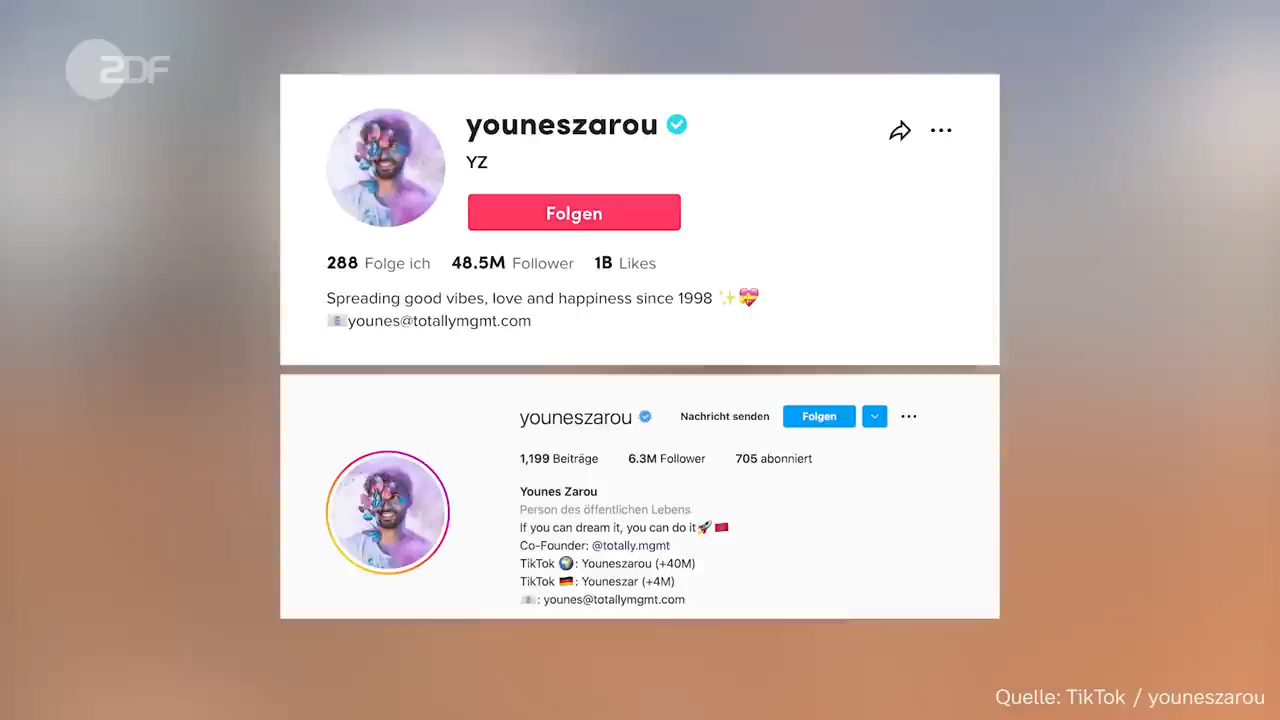 ZDF
youneszarou
YZ
Folgen
288 Folge ich 48.5M Follower 1B Likes
Spreading good vibes, love and happiness since 1998 ✨💝
📧younes@totallymgmt.com
youneszarou Nachricht senden Folgen
1,199 Beiträge 6.3M Follower 705 abonniert
Younes Zarou
Person des öffentlichen Lebens
If you can dream it, you can do it🚀🇲🇦
Co-Founder: @totally.mgmt
TikTok 🌍: Youneszarou (+40M)
TikTok 🇩🇪: Youneszar (+4M)
📧: younes@totallymgmt.com
Quelle: TikTok / youneszarou